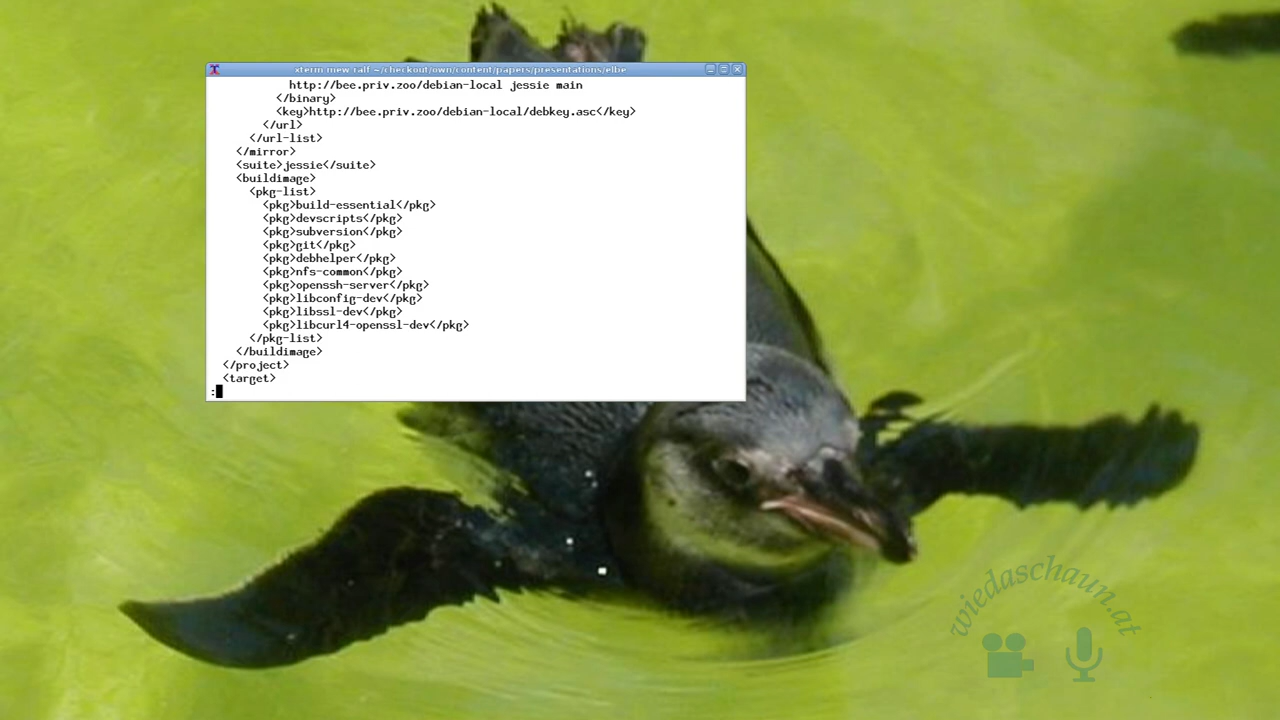 xterm mew ralf ~/checkout/own/content/papers/presentations/elbe
http://bee.priv.zoo/debian-local jessie main
</binary>
<key>http://bee.priv.zoo/debian-local/debkey.asc</key>
</url>
</url-list>
</mirror>
<suite>jessie</suite>
<buildimage>
<pkg-list>
<pkg>build-essential</pkg>
<pkg>devscripts</pkg>
<pkg>subversion</pkg>
<pkg>git</pkg>
<pkg>debhelper</pkg>
<pkg>nfs-common</pkg>
<pkg>openssh-server</pkg>
<pkg>libconfig-dev</pkg>
<pkg>libssl-dev</pkg>
<pkg>libcurl4-openssl-dev</pkg>
</pkg-list>
</buildimage>
</project>
<target>
:
wiedaschaun.at